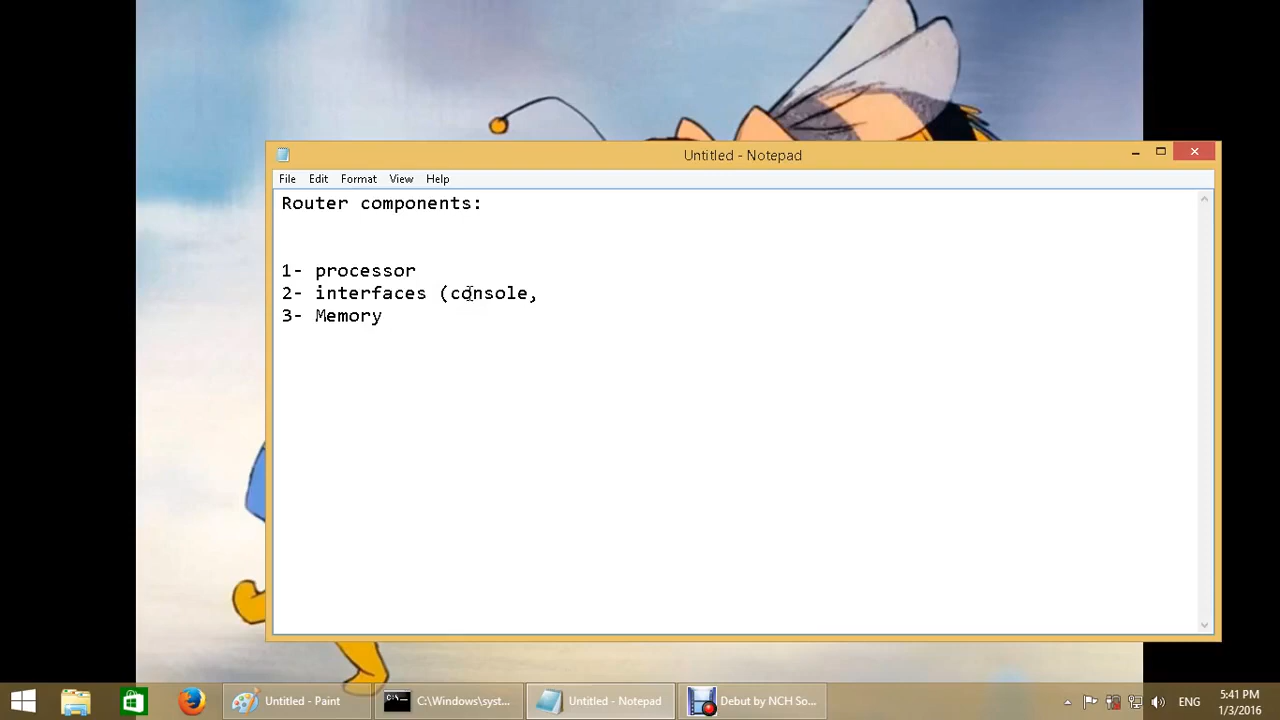 Untitled - Notepad
File Edit Format View Help
Router components:
1- processor
2- interfaces (console,
3- Memory
Untitled - Paint
C:\Windows\syst...
Untitled - Notepad
Debut by NCH So...
ENG
5:41 PM
1/3/2016